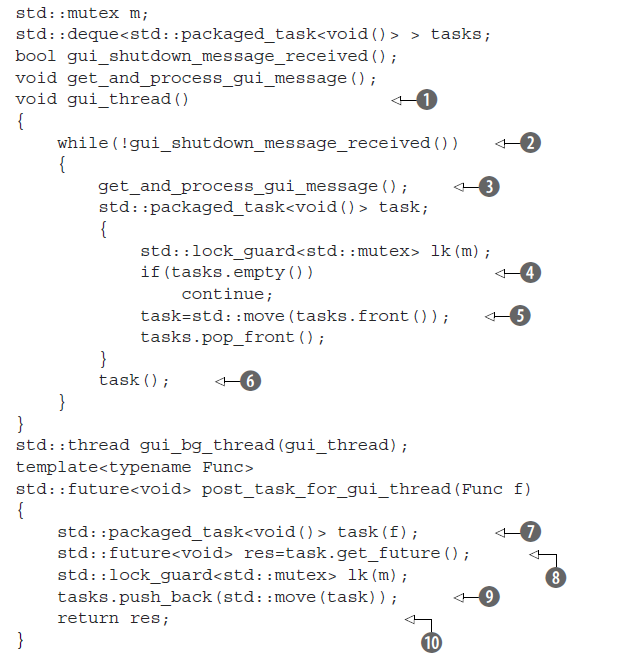 std::mutex m;
std::deque<std::packaged_task<void()> > tasks;
bool gui_shutdown_message_received();
void get_and_process_gui_message();
void gui_thread() 1
{
while(!gui_shutdown_message_received()) 2
{
get_and_process_gui_message(); 3
std::packaged_task<void()> task;
{
std::lock_guard<std::mutex> lk(m);
if(tasks.empty()) 4
continue;
task=std::move(tasks.front()); 5
tasks.pop_front();
}
task(); 6
}
}
std::thread gui_bg_thread(gui_thread);
template<typename Func>
std::future<void> post_task_for_gui_thread(Func f)
{
std::packaged_task<void()> task(f); 7
std::future<void> res=task.get_future(); 8
std::lock_guard<std::mutex> lk(m);
tasks.push_back(std::move(task)); 9
return res; 10
}